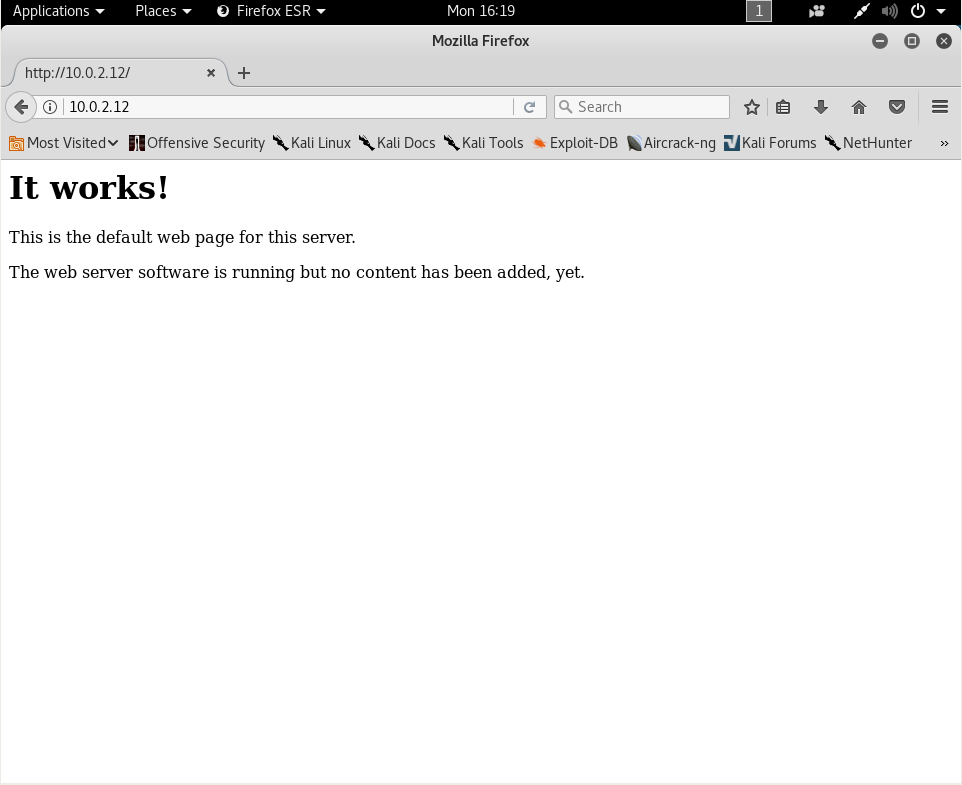 Applications Places Firefox ESR Mon 16:19 1
Mozilla Firefox
http://10.0.2.12/
10.0.2.12 Search
Most Visited Offensive Security Kali Linux Kali Docs Kali Tools Exploit-DB Aircrack-ng Kali Forums NetHunter »
It works!
This is the default web page for this server.
The web server software is running but no content has been added, yet.